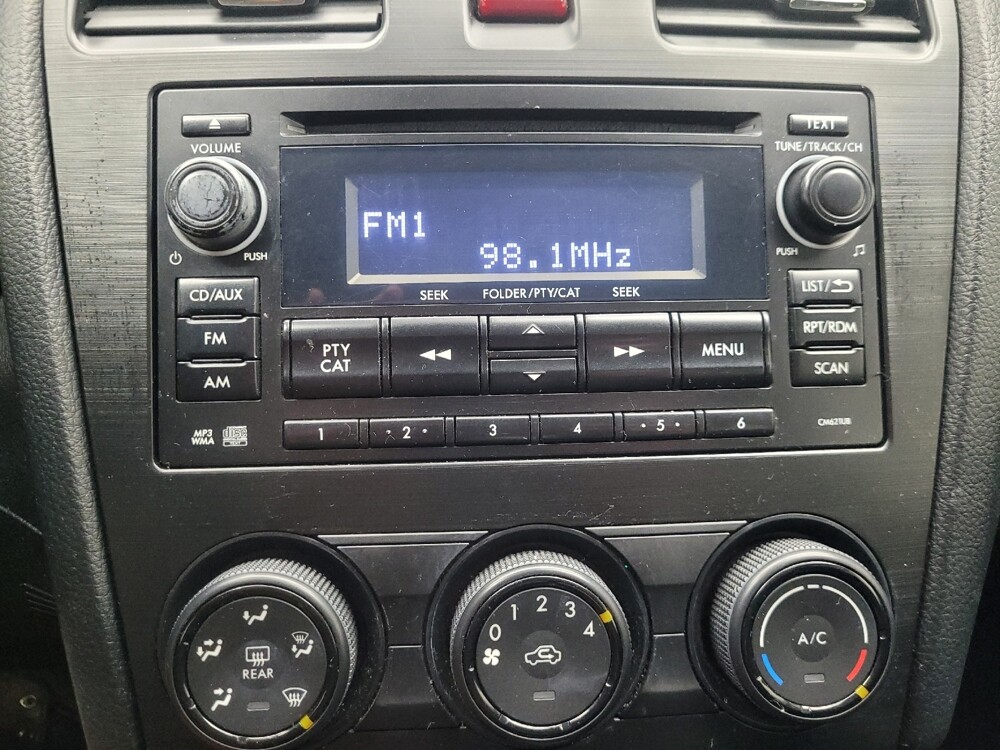 TEXT
VOLUME
TUNE/TRACK/CH
FM1
98.1MHz
PUSH
PUSH
SEEK FOLDER/PTY/CAT SEEK
CD/AUX
LIST/
FM
RPT/RDM
AM
SCAN
PTY
CAT
MENU
1 2 3 4 5 6
MP3
WMA
CM621UB
0 1 2 3 4
REAR
A/C